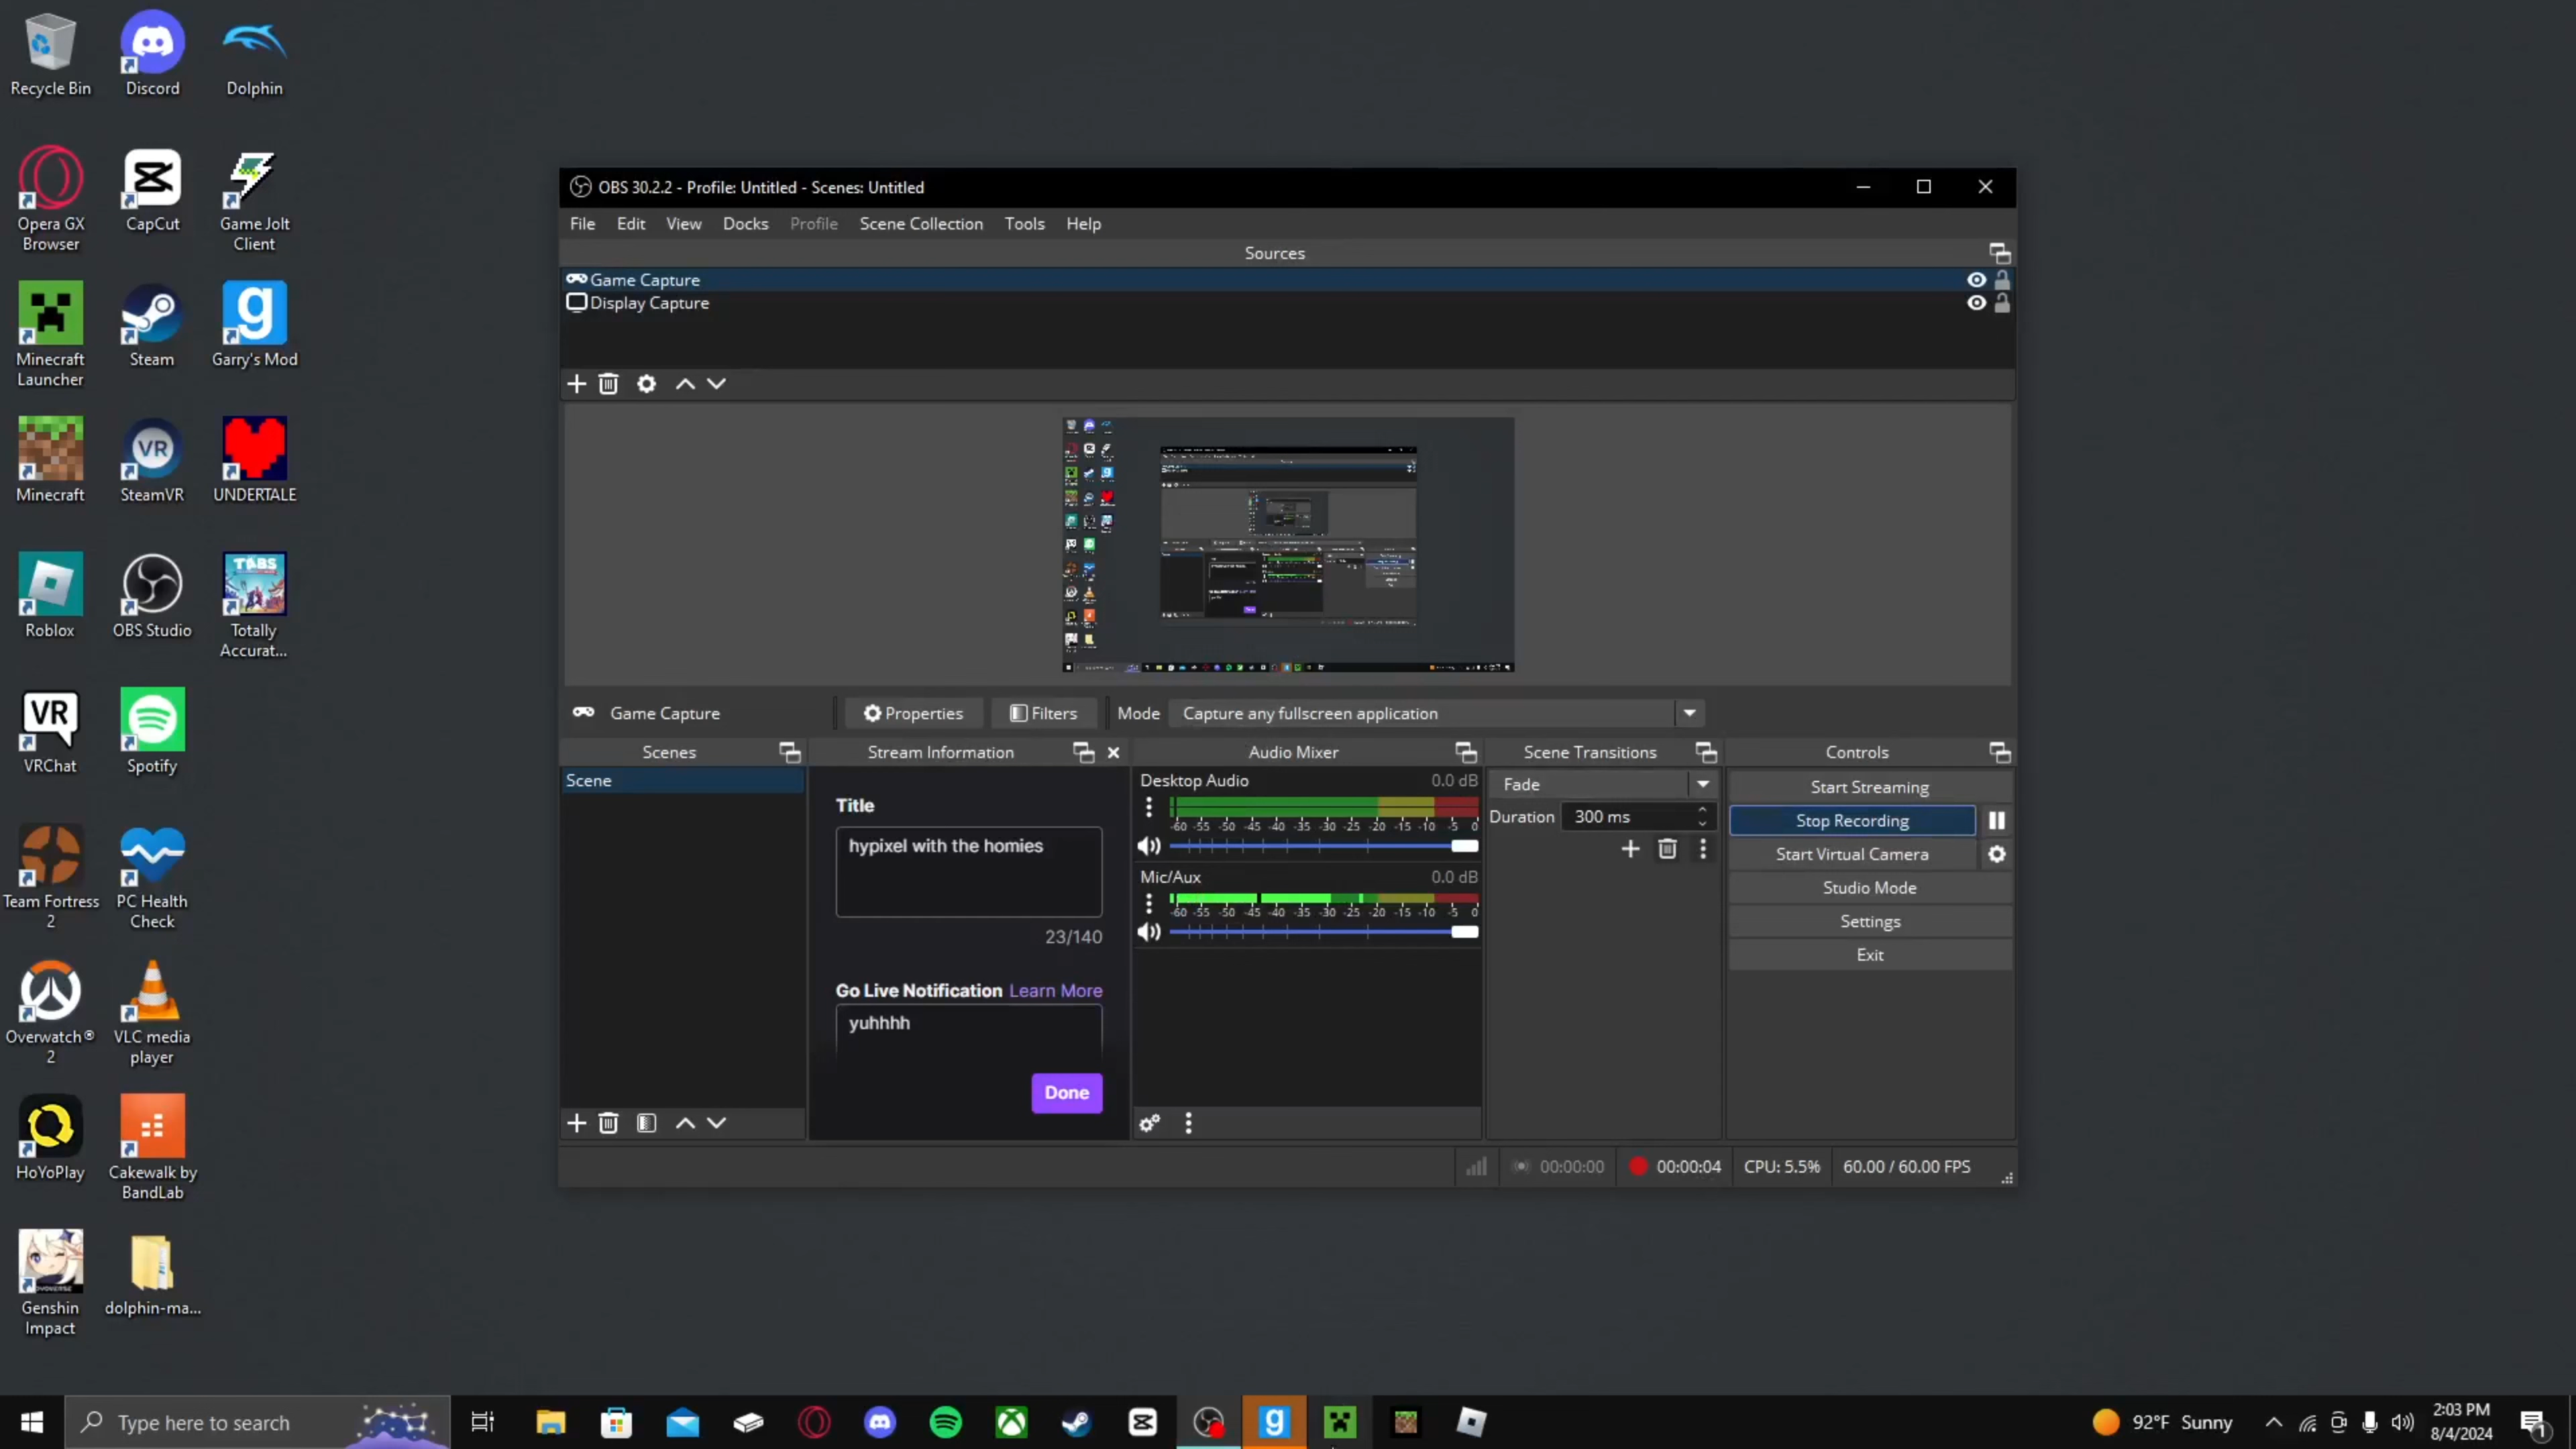 Recycle Bin
Discord
Dolphin
Opera GX
Browser
CapCut
Game Jolt
Client
Minecraft
Launcher
Steam
Garry's Mod
Minecraft
SteamVR
UNDERTALE
Roblox
OBS Studio
Totally
Accurat...
VRChat
Spotify
Team Fortress
2
PC Health
Check
Overwatch®
2
VLC media
player
HoYoPlay
Cakewalk by
BandLab
Genshin
Impact
dolphin-ma...
VR
VR
TABS
OBS 30.2.2 - Profile: Untitled - Scenes: Untitled
File Edit View Docks Profile Scene Collection Tools Help
Sources
Game Capture
Display Capture
Game Capture Properties Filters Mode Capture any fullscreen application
Scenes
Scene
Stream Information
Title
hypixel with the homies
23/140
Go Live Notification Learn More
yuhhhh
Done
Audio Mixer
Desktop Audio 0.0 dB
-60 -55 -50 -45 -40 -35 -30 -25 -20 -15 -10 -5 0
Mic/Aux 0.0 dB
-60 -55 -50 -45 -40 -35 -30 -25 -20 -15 -10 -5 0
Scene Transitions
Fade
Duration 300 ms
Controls
Start Streaming
Stop Recording
Start Virtual Camera
Studio Mode
Settings
Exit
00:00:00 00:00:04 CPU: 5.5% 60.00 / 60.00 FPS
Type here to search
92°F Sunny
2:03 PM
8/4/2024
1